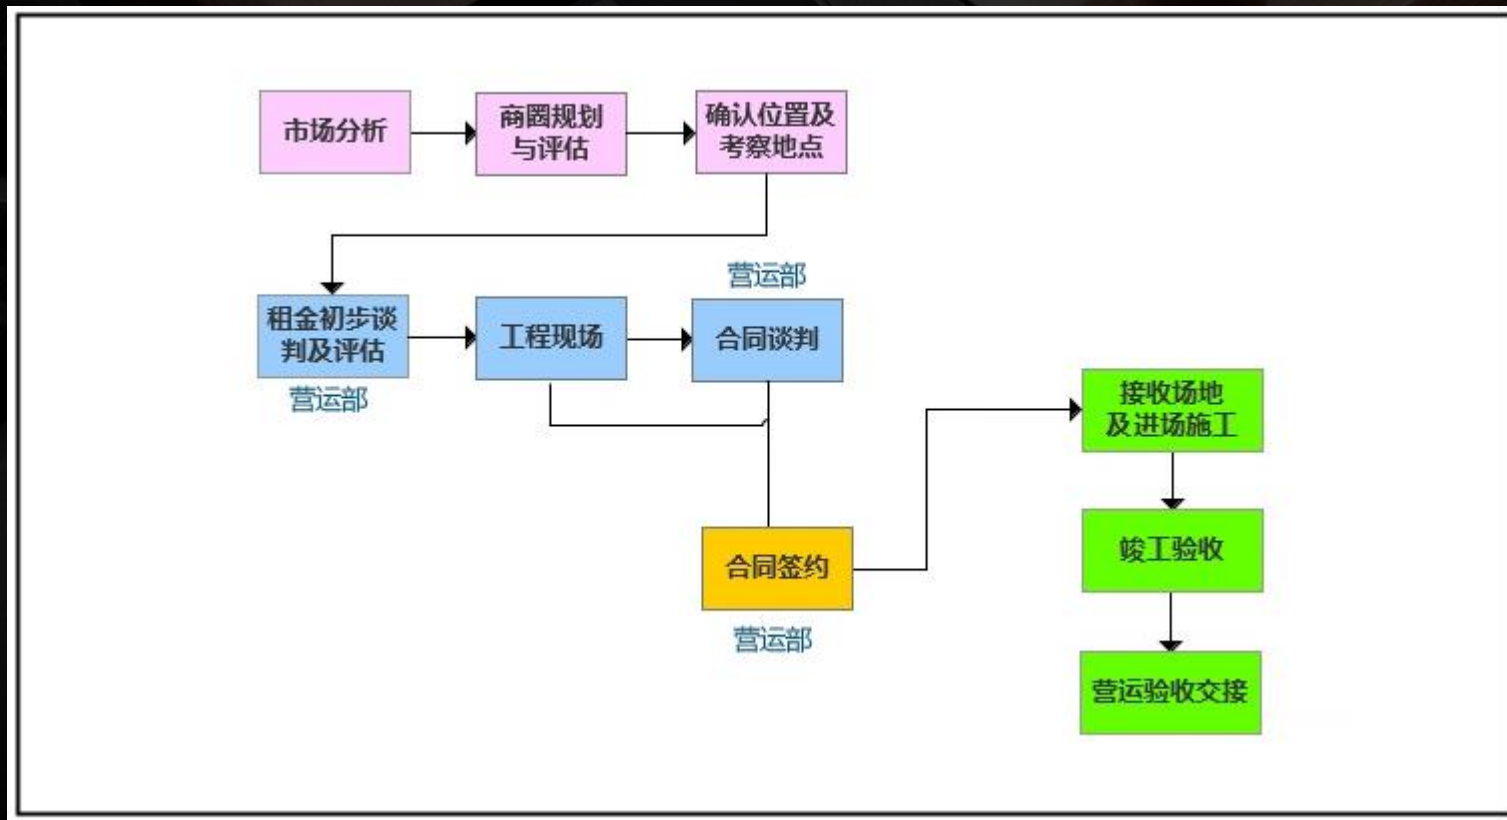 市场分析
商圈规划
与评估
确认位置及
考察地点
营运部
租金初步谈
判及评估
营运部
工程现场
合同谈判
接收场地
及进场施工
合同签约
营运部
竣工验收
营运验收交接